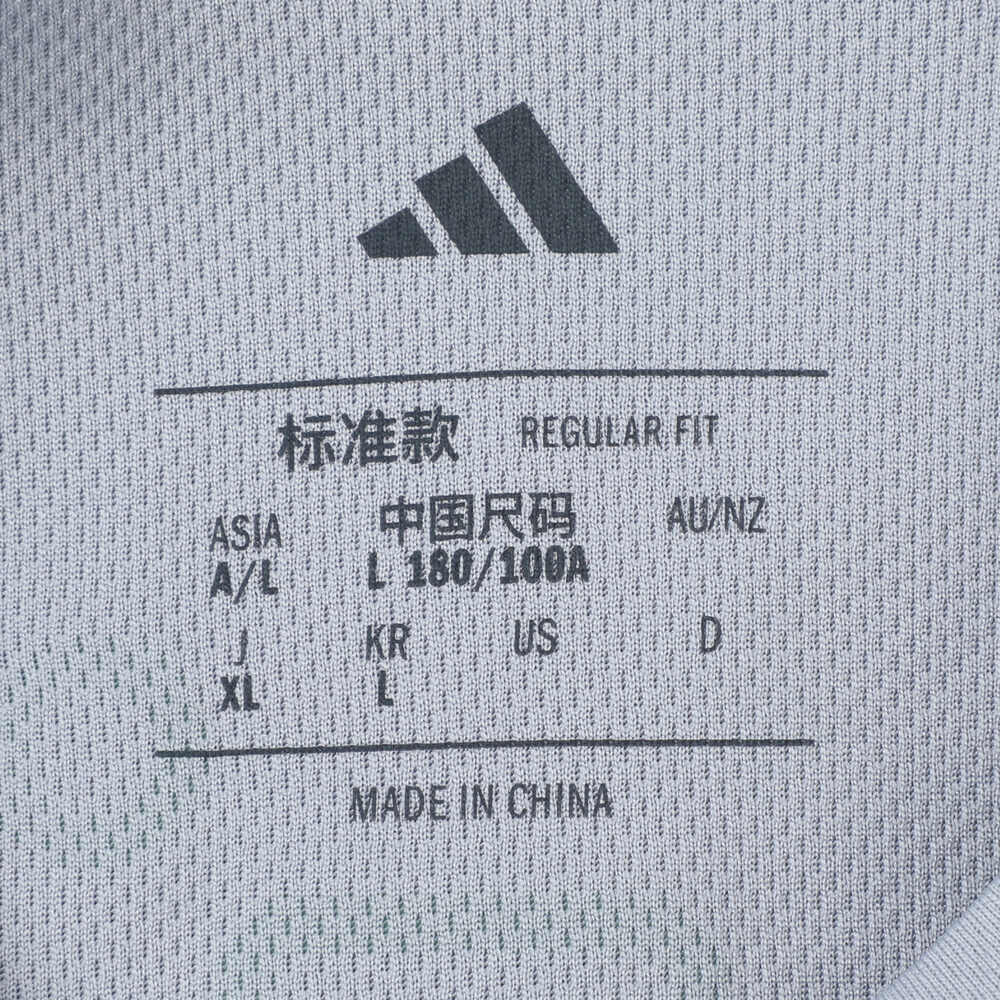 标准款 REGULAR FIT
ASIA 中国尺码 AU/NZ
A/L L 180/100A
J KR US D
XL L
MADE IN CHINA